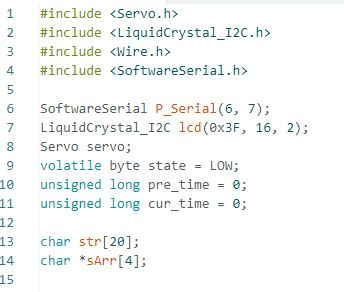 1 #include <Servo.h>
2 #include <LiquidCrystal_I2C.h>
3 #include <Wire.h>
4 #include <SoftwareSerial.h>
5
6 SoftwareSerial P_Serial(6, 7);
7 LiquidCrystal_I2C lcd(0x3F, 16, 2);
8 Servo servo;
9 volatile byte state = LOW;
10 unsigned long pre_time = 0;
11 unsigned long cur_time = 0;
12
13 char str[20];
14 char *sArr[4];
15